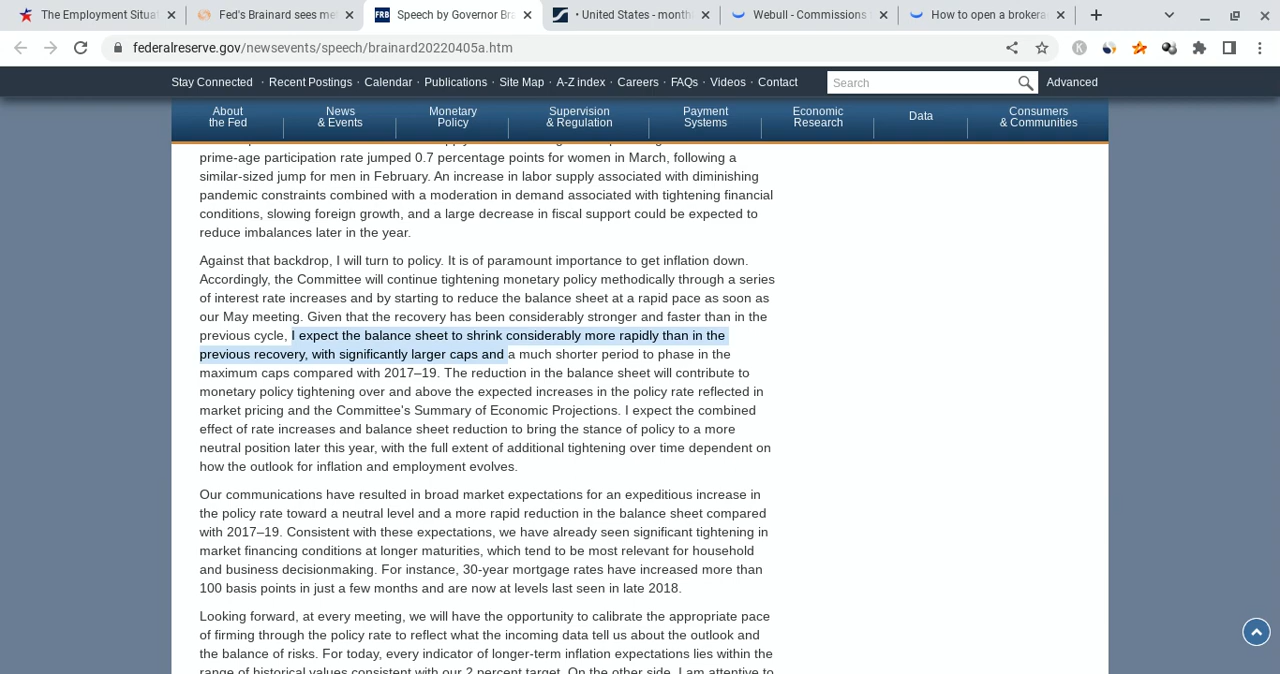 The Employment Situa
Fed's Brainard sees me
FRB
Speech by Governor Bra
• United States - month
Webull - Commissions
How to open a brokera
federalreserve.gov/newsevents/speech/brainard20220405a.htm
K
Stay Connected · Recent Postings · Calendar · Publications · Site Map · A-Z index · Careers · FAQs · Videos · Contact
Search
Advanced
About
the Fed
News
& Events
Monetary
Policy
Supervision
& Regulation
Payment
Systems
Economic
Research
Data
Consumers
& Communities
prime-age participation rate jumped 0.7 percentage points for women in March, following a
similar-sized jump for men in February. An increase in labor supply associated with diminishing
pandemic constraints combined with a moderation in demand associated with tightening financial
conditions, slowing foreign growth, and a large decrease in fiscal support could be expected to
reduce imbalances later in the year.
Against that backdrop, I will turn to policy. It is of paramount importance to get inflation down.
Accordingly, the Committee will continue tightening monetary policy methodically through a series
of interest rate increases and by starting to reduce the balance sheet at a rapid pace as soon as
our May meeting. Given that the recovery has been considerably stronger and faster than in the
previous cycle, I expect the balance sheet to shrink considerably more rapidly than in the
previous recovery, with significantly larger caps and a much shorter period to phase in the
maximum caps compared with 2017–19. The reduction in the balance sheet will contribute to
monetary policy tightening over and above the expected increases in the policy rate reflected in
market pricing and the Committee's Summary of Economic Projections. I expect the combined
effect of rate increases and balance sheet reduction to bring the stance of policy to a more
neutral position later this year, with the full extent of additional tightening over time dependent on
how the outlook for inflation and employment evolves.
Our communications have resulted in broad market expectations for an expeditious increase in
the policy rate toward a neutral level and a more rapid reduction in the balance sheet compared
with 2017–19. Consistent with these expectations, we have already seen significant tightening in
market financing conditions at longer maturities, which tend to be most relevant for household
and business decisionmaking. For instance, 30-year mortgage rates have increased more than
100 basis points in just a few months and are now at levels last seen in late 2018.
Looking forward, at every meeting, we will have the opportunity to calibrate the appropriate pace
of firming through the policy rate to reflect what the incoming data tell us about the outlook and
the balance of risks. For today, every indicator of longer-term inflation expectations lies within the
range of historical values consistent with our 2 percent target. On the other side, I am attentive to